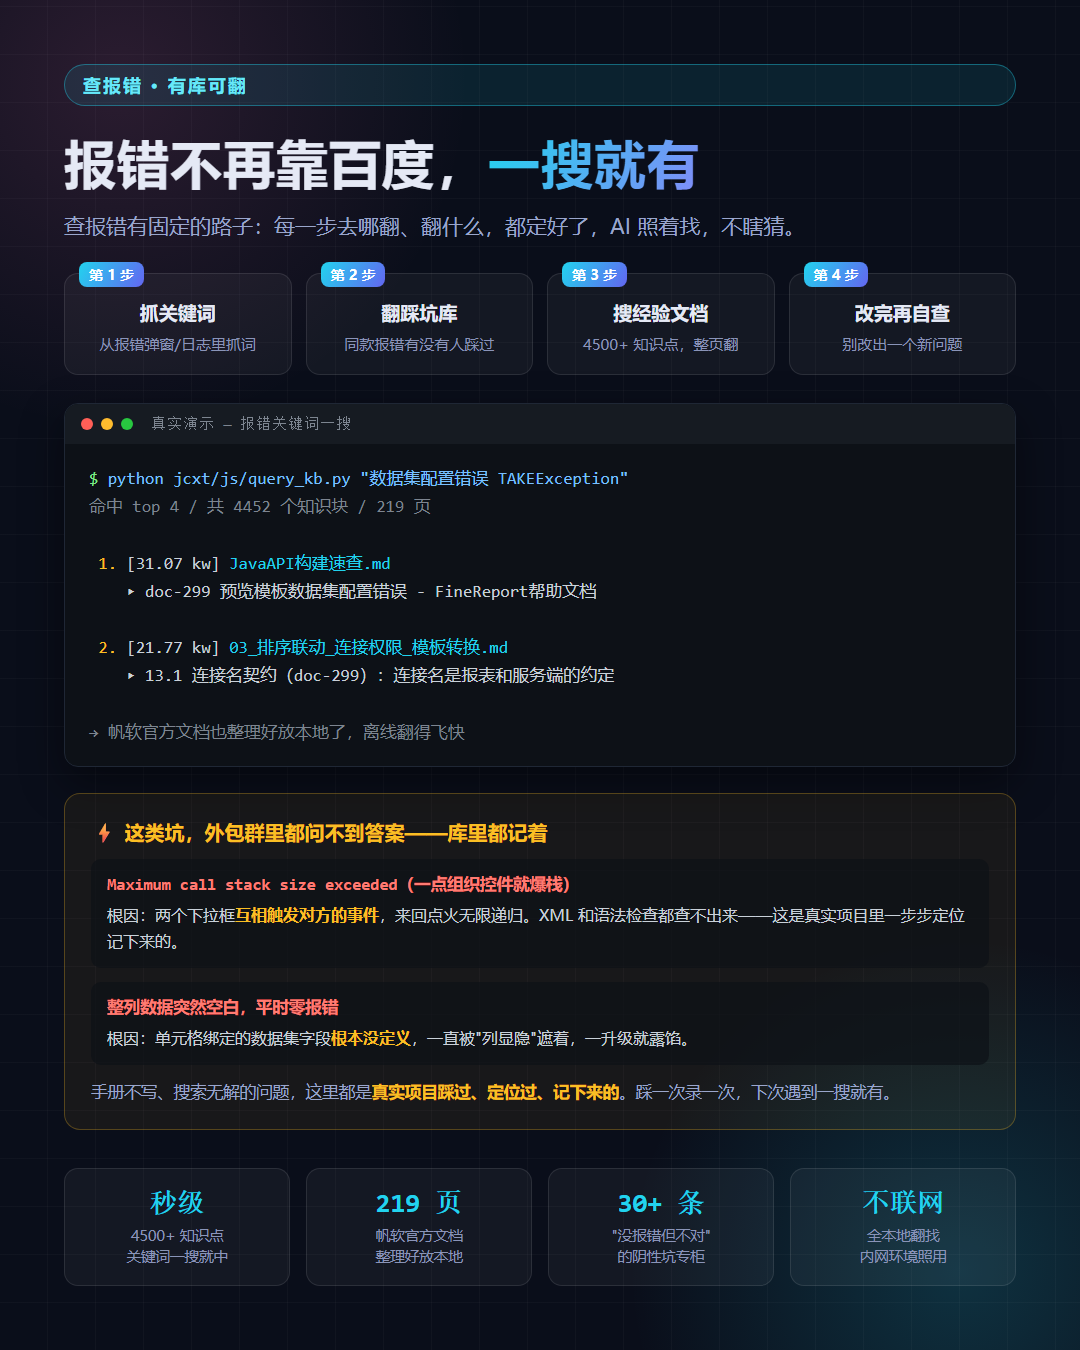 查报错 • 有库可翻
报错不再靠百度，一搜就有
查报错有固定的路子：每一步去哪翻、翻什么，都定好了，AI 照着找，不瞎猜。
第 1 步
抓关键词
从报错弹窗/日志里抓词
第 2 步
翻踩坑库
同款报错有没有人踩过
第 3 步
搜经验文档
4500+ 知识点，整页翻
第 4 步
改完再自查
别改出一个新问题
真实演示 — 报错关键词一搜
$ python jcxt/js/query_kb.py "数据集配置错误 TAKEException"
命中 top 4 / 共 4452 个知识块 / 219 页
1. [31.07 kw] JavaAPI构建速查.md
▸ doc-299 预览模板数据集配置错误 - FineReport帮助文档
2. [21.77 kw] 03_排序联动_连接权限_模板转换.md
▸ 13.1 连接名契约（doc-299）：连接名是报表和服务端的约定
→ 帆软官方文档也整理好放本地了，离线翻得飞快
⚡ 这类坑，外包群里都问不到答案——库里都记着
Maximum call stack size exceeded（一点组织控件就爆栈）
根因：两个下拉框互相触发对方的事件，来回点火无限递归。XML 和语法检查都查不出来——这是真实项目里一步步定位
记下来的。
整列数据突然空白，平时零报错
根因：单元格绑定的数据集字段根本没定义，一直被"列显隐"遮着，一升级就露馅。
手册不写、搜索无解的问题，这里都是真实项目踩过、定位过、记下来的。踩一次录一次，下次遇到一搜就有。
秒级
4500+ 知识点
关键词一搜就中
219 页
帆软官方文档
整理好放本地
30+ 条
"没报错但不对"
的阴性坑专柜
不联网
全本地翻找
内网环境照用